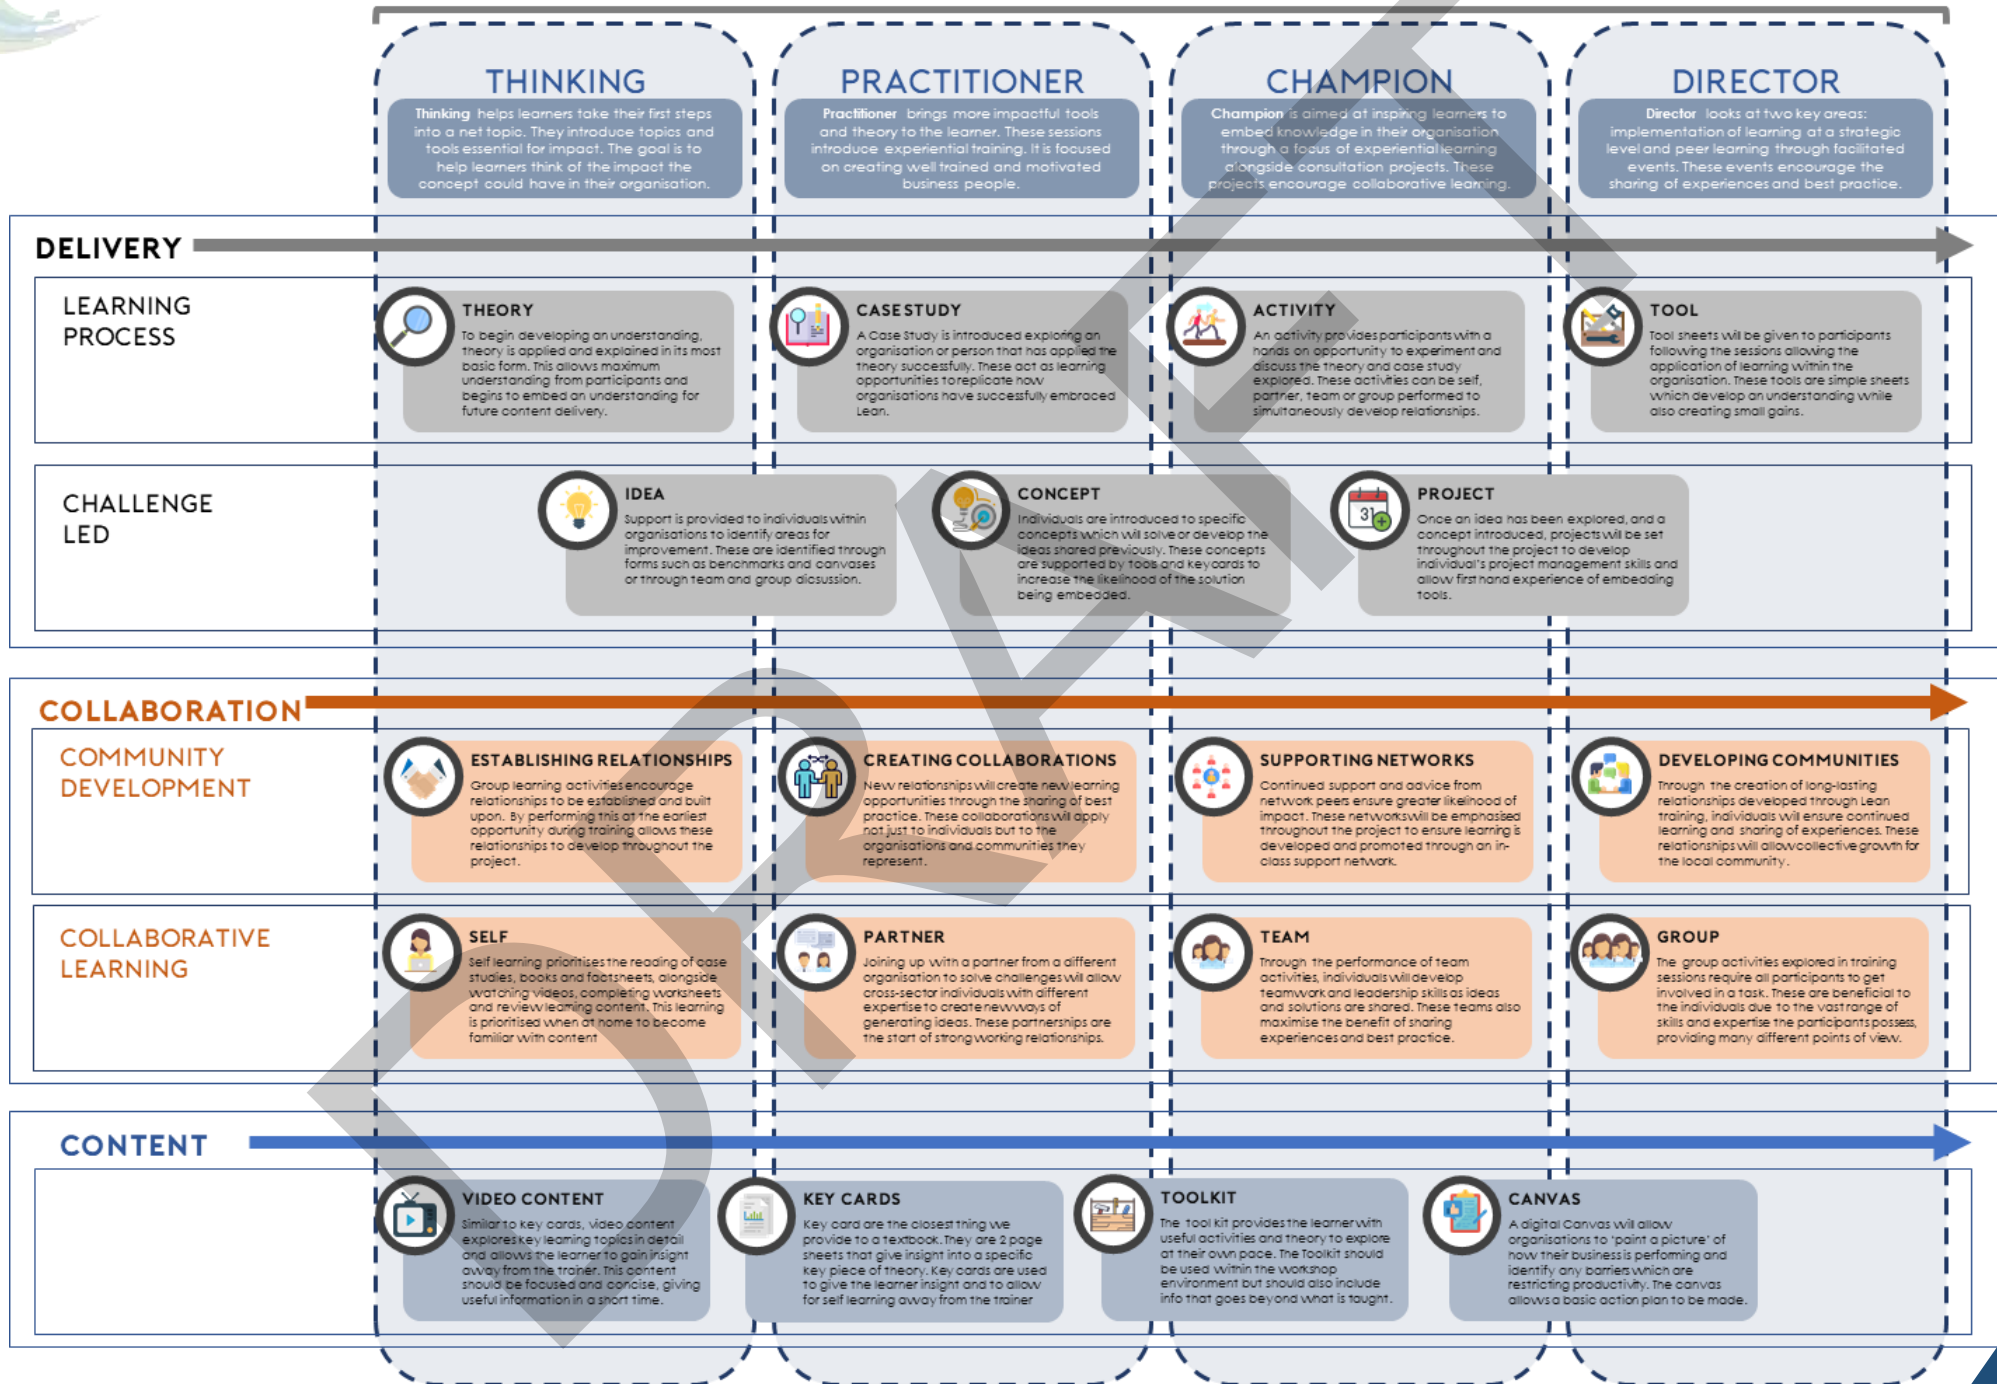 THINKING
Thinking helps learners take their first steps
into a net topic. They introduce topics and
tools essential for impact. The goal is to
help learners think of the impact the
concept could have in their organisation.
PRACTITIONER
Practitioner brings more impactful tools
and theory to the learner. These sessions
introduce experiential training. It is focused
on creating well trained and motivated
business people.
CHAMPION
Champion is aimed at inspiring learners to
embed knowledge in their organisation
through a focus of experiential learning
alongside consultation projects. These
projects encourage collaborative learning.
DIRECTOR
Director looks at two key areas:
implementation of learning at a strategic
level and peer learning through facilitated
events. These events encourage the
sharing of experiences and best practice.
DELIVERY
LEARNING
PROCESS
THEORY
To begin developing an understanding,
theory is applied and explained in its most
basic form. This allows maximum
understanding from participants and
begins to embed an understanding for
future content delivery.
CASE STUDY
A Case Study is introduced exploring an
organisation or person that has applied the
theory successfully. These act as learning
opportunities to replicate how
organisations have successfully embraced
Lean.
ACTIVITY
An activity provides participants with a
hands on opportunity to experiment and
discuss the theory and case study
explored. These activities can be self,
partner, team or group performed to
simultaneously develop relationships.
TOOL
Tool sheets will be given to participants
following the sessions allowing the
application of learning within the
organisation. These tools are simple sheets
which develop an understanding while
also creating small gains.
CHALLENGE
LED
IDEA
Support is provided to individuals within
organisations to identify areas for
improvement. These are identified through
forms such as benchmarks and canvases
or through team and group dicsussion.
CONCEPT
Individuals are introduced to specific
concepts which will solve or develop the
ideas shared previously. These concepts
are supported by tools and keycards to
increase the likelihood of the solution
being embedded.
PROJECT
Once an idea has been explored, and a
concept introduced, projects will be set
throughout the project to develop
individual's project management skills and
allow first hand experience of embedding
tools.
COLLABORATION
COMMUNITY
DEVELOPMENT
ESTABLISHING RELATIONSHIPS
Group learning activities encourage
relationships to be established and built
upon. By performing this at the earliest
opportunity during training allows these
relationships to develop throughout the
project.
CREATING COLLABORATIONS
New relationships will create new learning
opportunities through the sharing of best
practice. These collaborations will apply
not just to individuals but to the
organisations and communities they
represent.
SUPPORTING NETWORKS
Continued support and advice from
network peers ensure greater likelihood of
impact. These networks will be emphasised
throughout the project to ensure learning is
developed and promoted through an in-
class support network.
DEVELOPING COMMUNITIES
Through the creation of long-lasting
relationships developed through Lean
training, individuals will ensure continued
learning and sharing of experiences. These
relationships will allow collective growth for
the local community.
COLLABORATIVE
LEARNING
SELF
Self learning prioritises the reading of case
studies, books and factsheets, alongside
watching videos, completing worksheets
and review learning content. This learning
is prioritised when at home to become
familiar with content
PARTNER
Joining up with a partner from a different
organisation to solve challenges will allow
cross-sector individuals with different
expertise to create new ways of
generating ideas. These partnerships are
the start of strong working relationships.
TEAM
Through the performance of team
activities, individuals will develop
teamwork and leadership skills as ideas
and solutions are shared. These teams also
maximise the benefit of sharing
experiences and best practice.
GROUP
The group activities explored in training
sessions require all participants to get
involved in a task. These are beneficial to
the individuals due to the vast range of
skills and expertise the participants possess,
providing many different points of view.
CONTENT
VIDEO CONTENT
Similar to key cards, video content
explores key learning topics in detail
and allows the learner to gain insight
away from the trainer. This content
should be focused and concise, giving
useful information in a short time.
KEY CARDS
Key card are the closest thing we
provide to a textbook. They are 2 page
sheets that give insight into a specific
key piece of theory. Key cards are used
to give the learner insight and to allow
for self learning away from the trainer
TOOLKIT
The tool kit provides the learner with
useful activities and theory to explore
at their own pace. The Toolkit should
be used within the workshop
environment but should also include
info that goes beyond what is taught.
CANVAS
A digital Canvas will allow
organisations to 'paint a picture' of
how their business is performing and
identify any barriers which are
restricting productivity. The canvas
allows a basic action plan to be made.
31
DRAFT